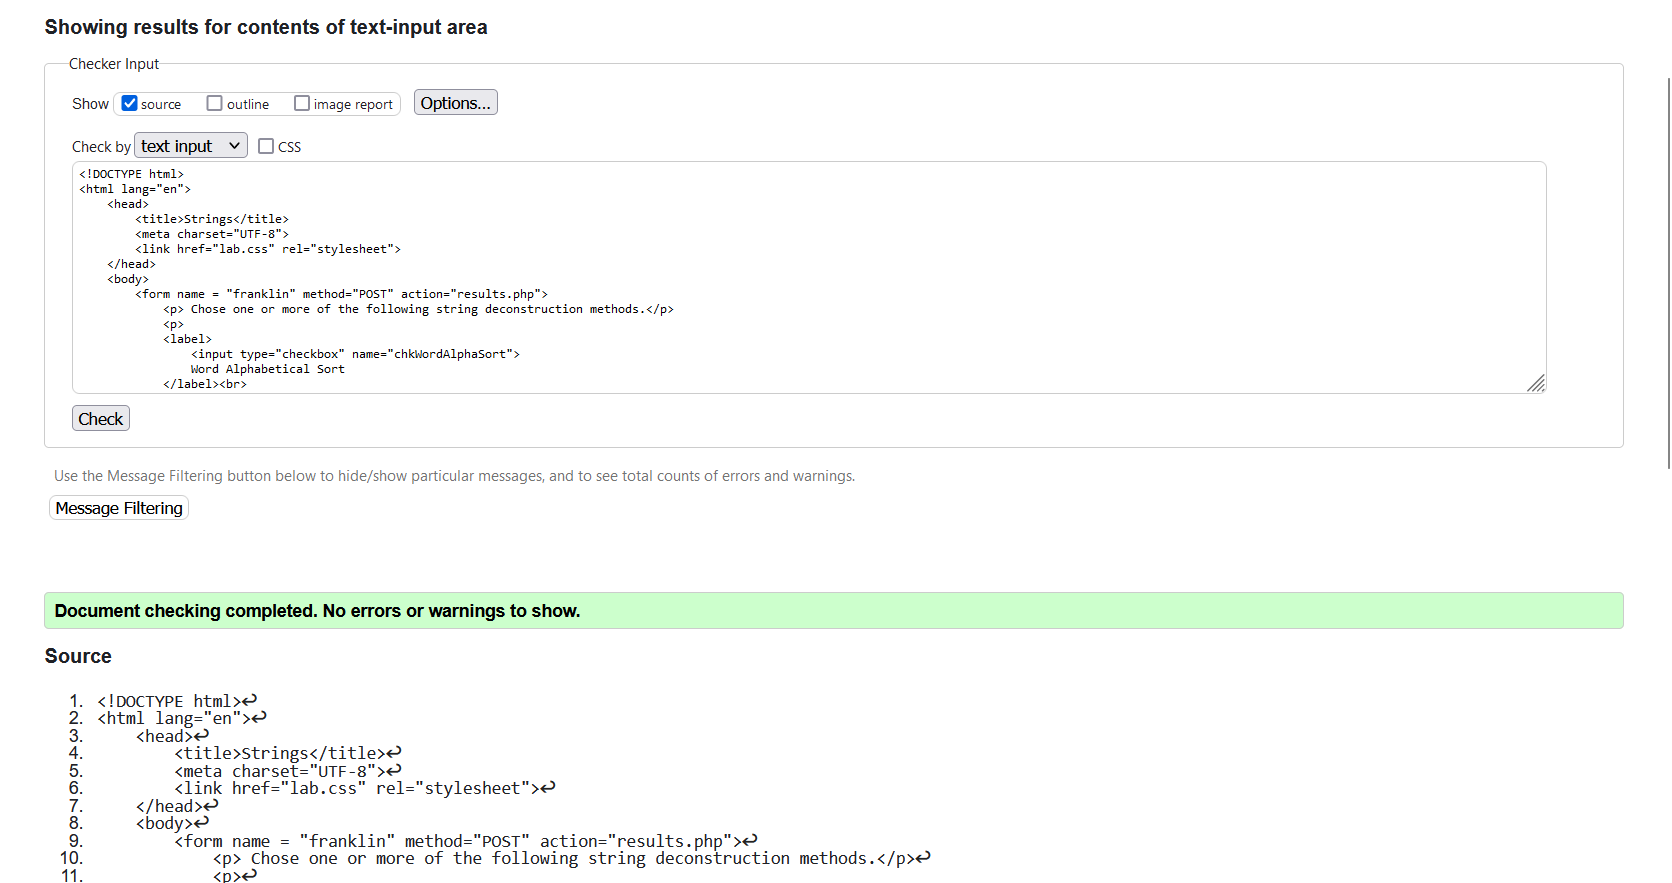 Showing results for contents of text-input area
Checker Input
Show source outline image report Options...
Check by text input CSS
<!DOCTYPE html>
<html lang="en">
    <head>
        <title>Strings</title>
        <meta charset="UTF-8">
        <link href="lab.css" rel="stylesheet">
    </head>
    <body>
        <form name = "franklin" method="POST" action="results.php">
            <p> Chose one or more of the following string deconstruction methods.</p>
            <p>
            <label>
                <input type="checkbox" name="chkWordAlphaSort">
                Word Alphabetical Sort
            </label><br>
Check
Use the Message Filtering button below to hide/show particular messages, and to see total counts of errors and warnings.
Message Filtering
Document checking completed. No errors or warnings to show.
Source
1. <!DOCTYPE html>↩
2. <html lang="en">↩
3.     <head>↩
4.         <title>Strings</title>↩
5.         <meta charset="UTF-8">↩
6.         <link href="lab.css" rel="stylesheet">↩
7.     </head>↩
8.     <body>↩
9.         <form name = "franklin" method="POST" action="results.php">↩
10.             <p> Chose one or more of the following string deconstruction methods.</p>↩
11.             <p>↩